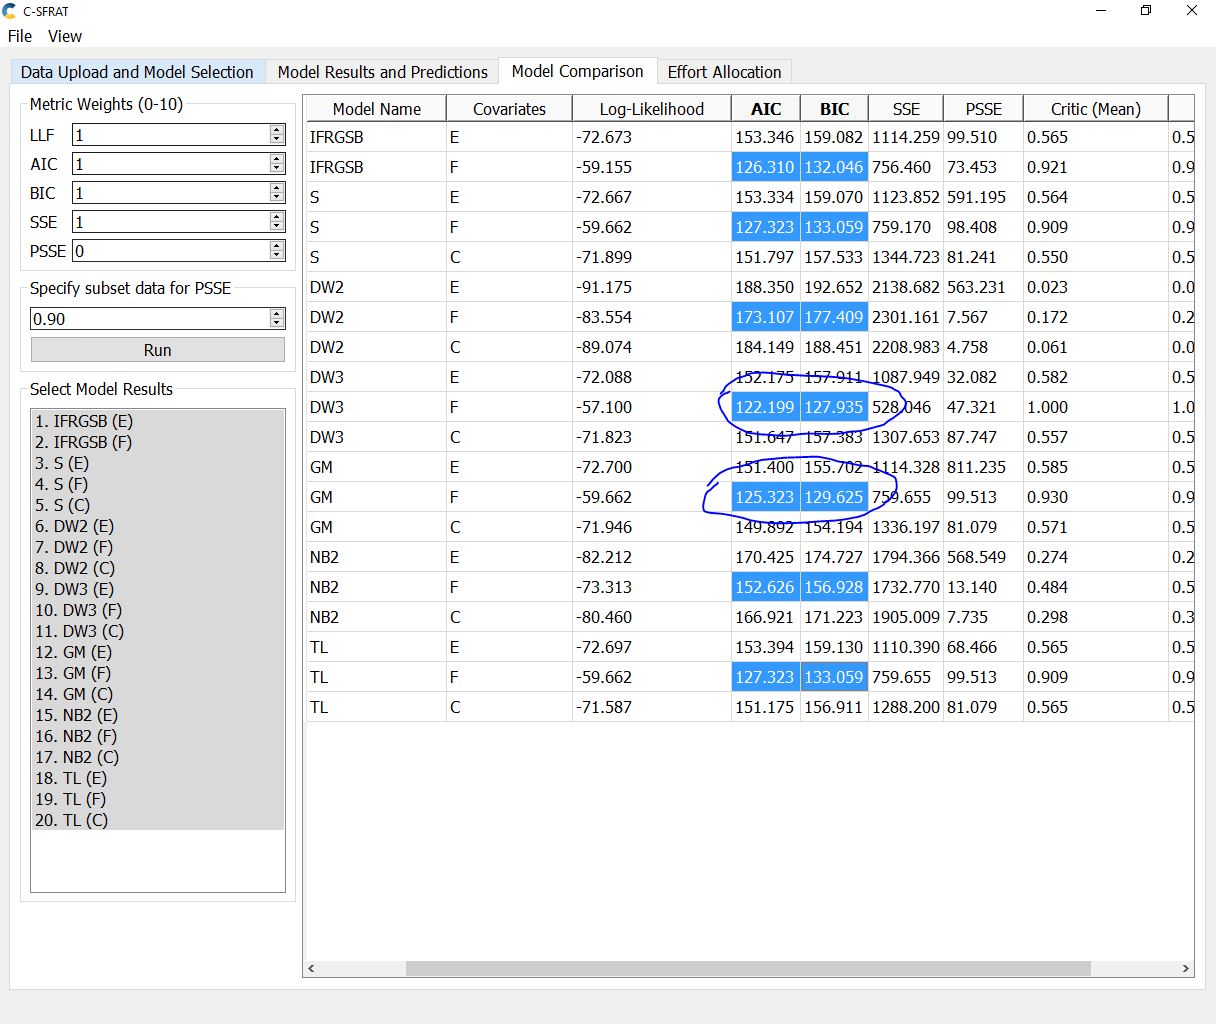 C-SFRAT
File View
Data Upload and Model Selection Model Results and Predictions Model Comparison Effort Allocation
Metric Weights (0-10)
LLF 1
AIC 1
BIC 1
SSE 1
PSSE 0
Specify subset data for PSSE
0.90
Run
Select Model Results
1. IFRGSB (E)
2. IFRGSB (F)
3. S (E)
4. S (F)
5. S (C)
6. DW2 (E)
7. DW2 (F)
8. DW2 (C)
9. DW3 (E)
10. DW3 (F)
11. DW3 (C)
12. GM (E)
13. GM (F)
14. GM (C)
15. NB2 (E)
16. NB2 (F)
17. NB2 (C)
18. TL (E)
19. TL (F)
20. TL (C)
Model Name Covariates Log-Likelihood AIC BIC SSE PSSE Critic (Mean)
IFRGSB E -72.673 153.346 159.082 1114.259 99.510 0.565 0.5
IFRGSB F -59.155 126.310 132.046 756.460 73.453 0.921 0.9
S E -72.667 153.334 159.070 1123.852 591.195 0.564 0.5
S F -59.662 127.323 133.059 759.170 98.408 0.909 0.9
S C -71.899 151.797 157.533 1344.723 81.241 0.550 0.5
DW2 E -91.175 188.350 192.652 2138.682 563.231 0.023 0.0
DW2 F -83.554 173.107 177.409 2301.161 7.567 0.172 0.2
DW2 C -89.074 184.149 188.451 2208.983 4.758 0.061 0.0
DW3 E -72.088 152.175 157.911 1087.949 32.082 0.582 0.5
DW3 F -57.100 122.199 127.935 528.046 47.321 1.000 1.0
DW3 C -71.823 151.647 157.383 1307.653 87.747 0.557 0.5
GM E -72.700 151.400 155.702 1114.328 811.235 0.585 0.5
GM F -59.662 125.323 129.625 759.655 99.513 0.930 0.9
GM C -71.946 149.892 154.194 1336.197 81.079 0.571 0.5
NB2 E -82.212 170.425 174.727 1794.366 568.549 0.274 0.2
NB2 F -73.313 152.626 156.928 1732.770 13.140 0.484 0.5
NB2 C -80.460 166.921 171.223 1905.009 7.735 0.298 0.3
TL E -72.697 153.394 159.130 1110.390 68.466 0.565 0.5
TL F -59.662 127.323 133.059 759.655 99.513 0.909 0.9
TL C -71.587 151.175 156.911 1288.200 81.079 0.565 0.5